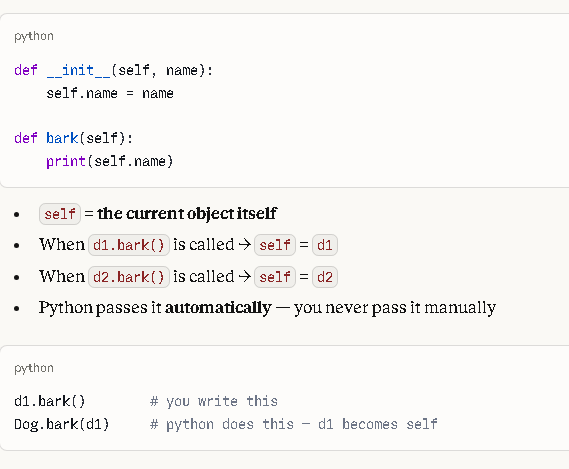 python
def __init__(self, name):
    self.name = name
def bark(self):
    print(self.name)
• self = the current object itself
• When d1.bark() is called → self = d1
• When d2.bark() is called → self = d2
• Python passes it automatically — you never pass it manually
python
d1.bark()        # you write this
Dog.bark(d1)     # python does this — d1 becomes self